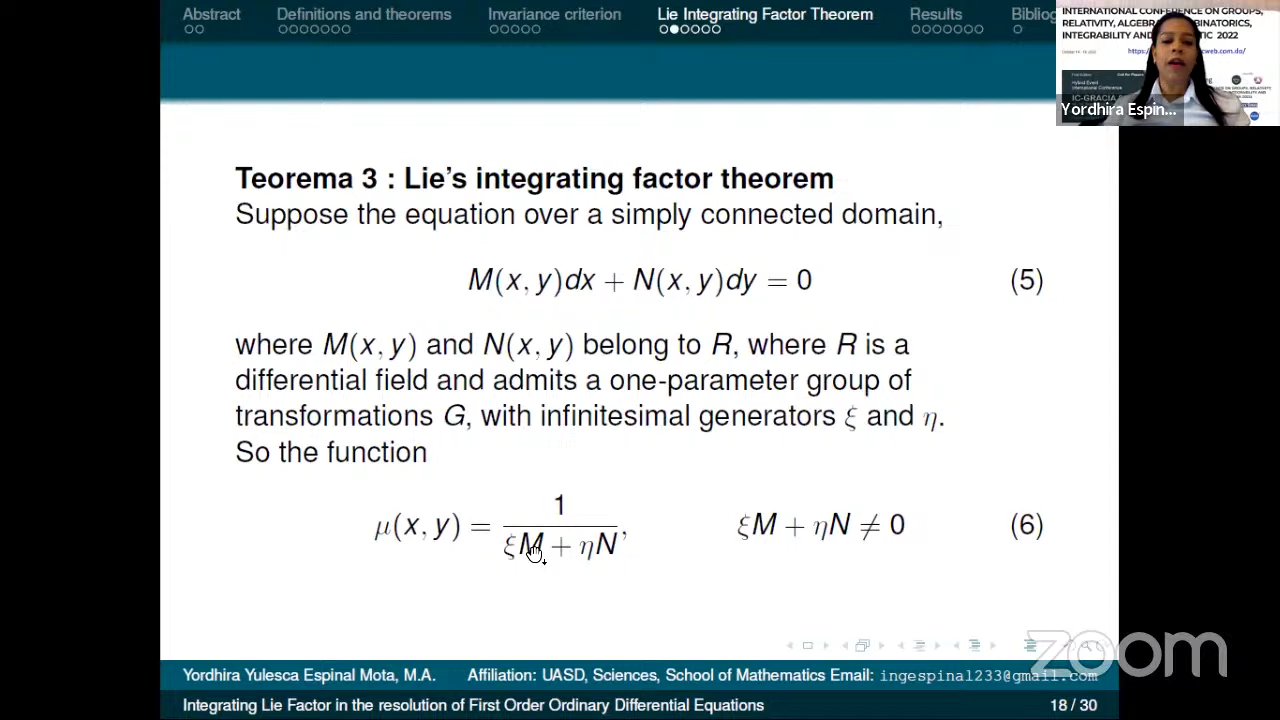 Abstract
Definitions and theorems
Invariance criterion
Lie Integrating Factor Theorem
Results
INTERNATIONAL CONFERENCE ON GROUPS,
RELATIVITY, ALGEBRA
INTEGRABILITY AND
2022
Yordhira Espin...
Teorema 3 : Lie's integrating factor theorem
Suppose the equation over a simply connected domain,
M(x, y)dx + N(x, y)dy = 0 (5)
where M(x, y) and N(x, y) belong to R, where R is a
differential field and admits a one-parameter group of
transformations G, with infinitesimal generators ξ and η.
So the function
μ(x, y) = 1 / (ξM + ηN), ξM + ηN ≠ 0 (6)
zoom
Yordhira Yulesca Espinal Mota, M.A. Affiliation: UASD, Sciences, School of Mathematics Email: ingespinal233@gmail.com
Integrating Lie Factor in the resolution of First Order Ordinary Differential Equations 18 / 30